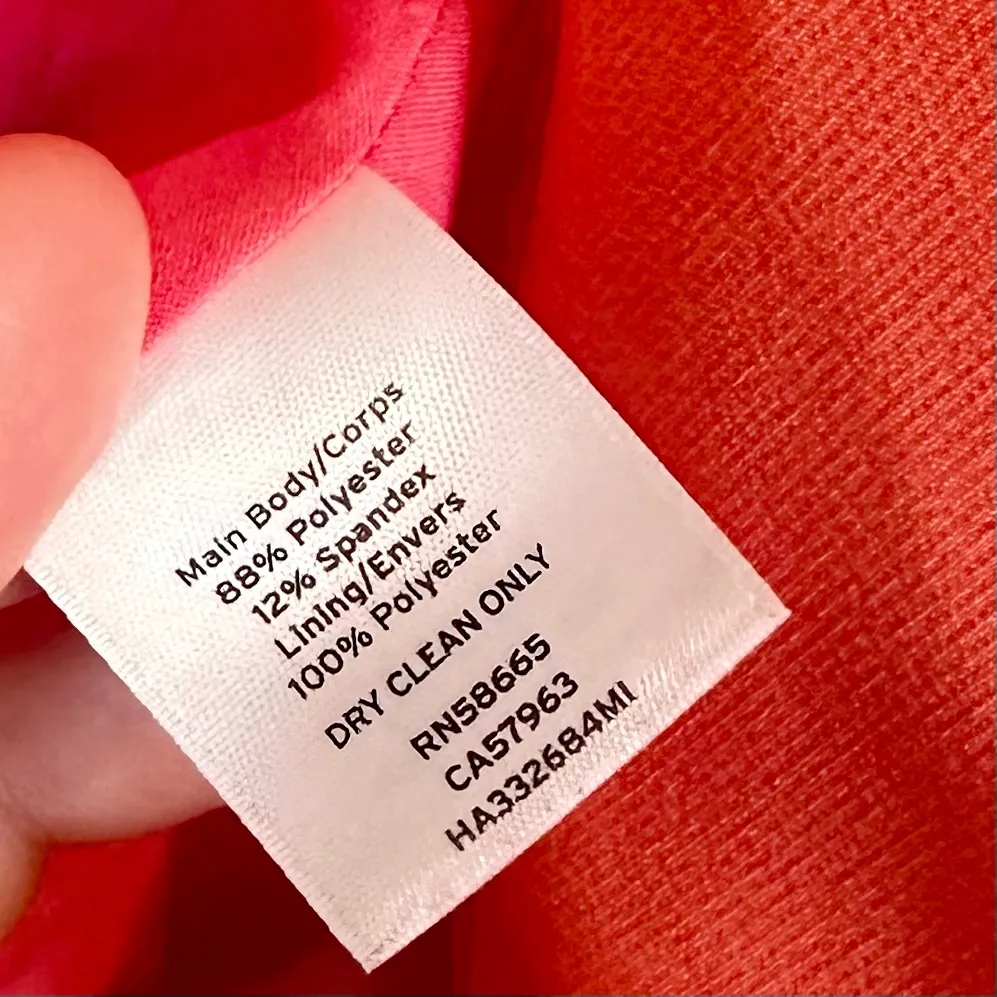 Main Body/Corps
88% Polyester
12% Spandex
Lining/Envers
100% Polyester
DRY CLEAN ONLY
RN58665
CA57963
HA332684MI